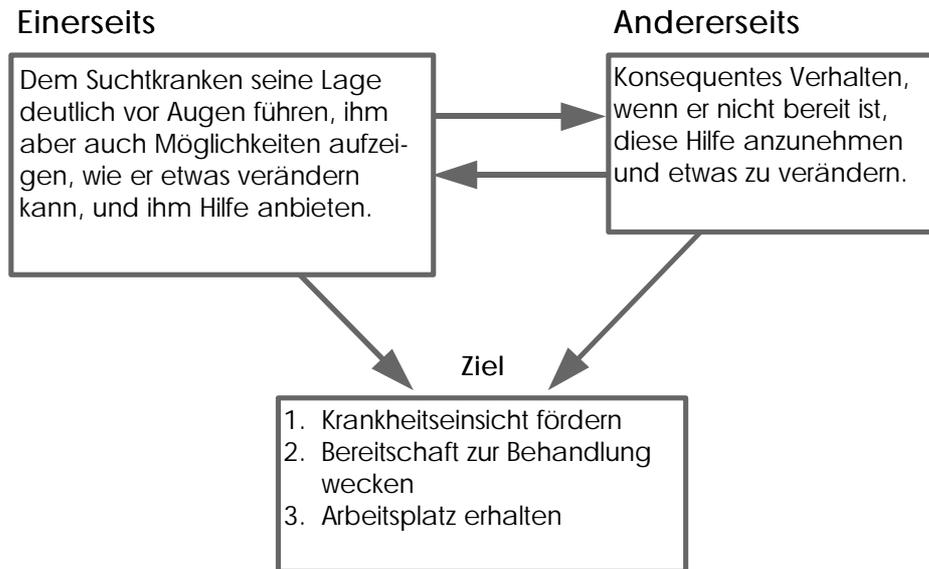 Einerseits
Dem Suchtkranken seine Lage
deutlich vor Augen führen, ihm
aber auch Möglichkeiten aufzei-
gen, wie er etwas verändern
kann, und ihm Hilfe anbieten.
Andererseits
Konsequentes Verhalten,
wenn er nicht bereit ist,
diese Hilfe anzunehmen
und etwas zu verändern.
Ziel
1. Krankheitseinsicht fördern
2. Bereitschaft zur Behandlung
wecken
3. Arbeitsplatz erhalten